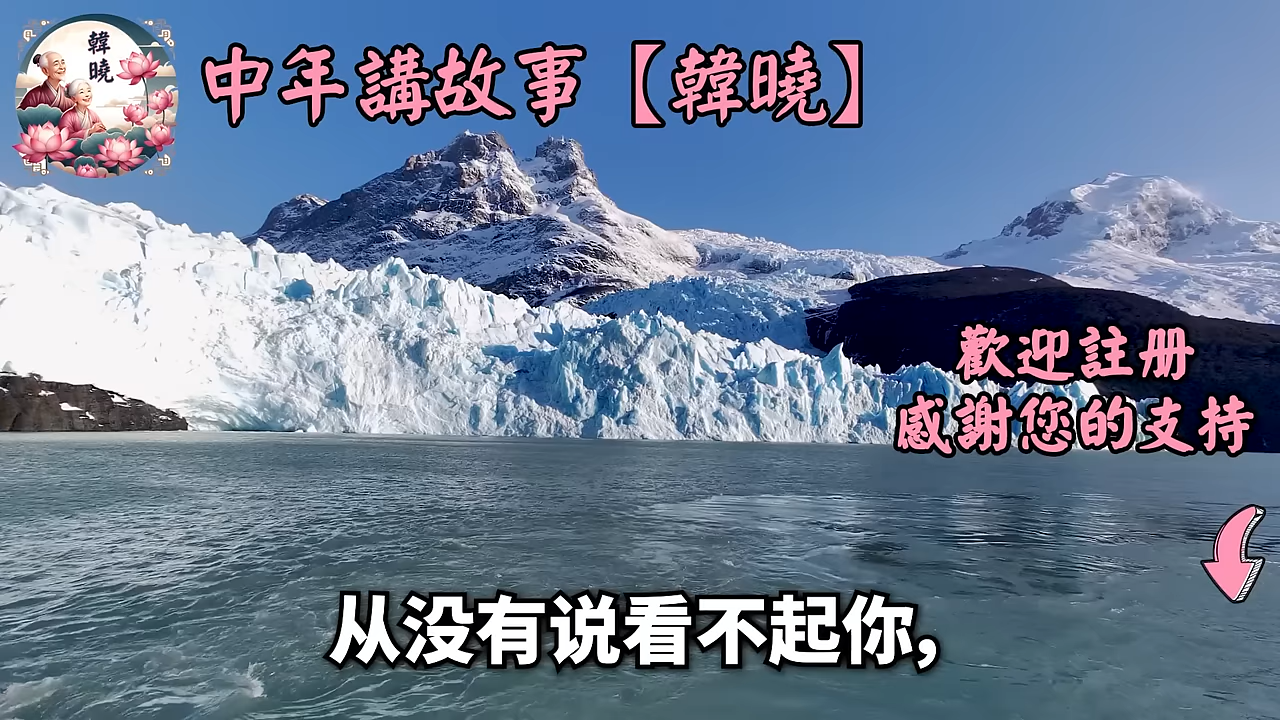 韓曉
中年講故事【韓曉】
歡迎註册
感謝您的支持
从没有说看不起你,